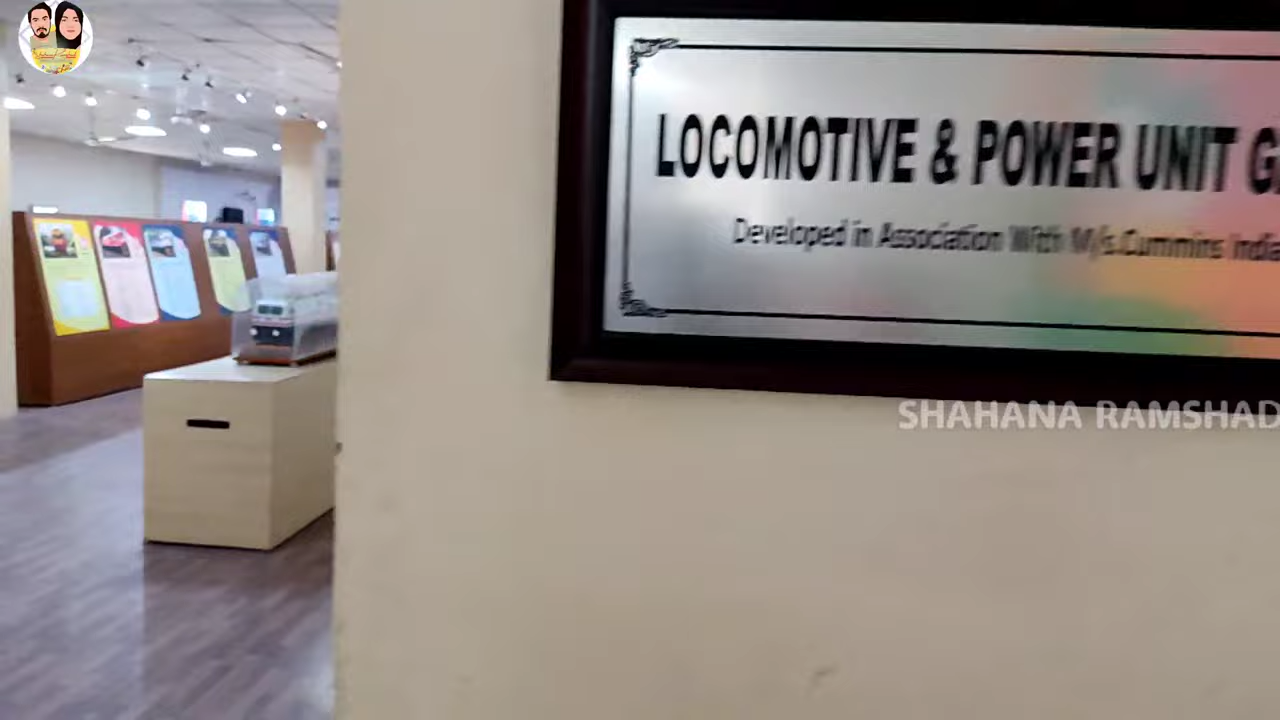 LOCOMOTIVE & POWER UNIT G
Developed in Association With M/s.Cummins India
SHAHANA RAMSHAD